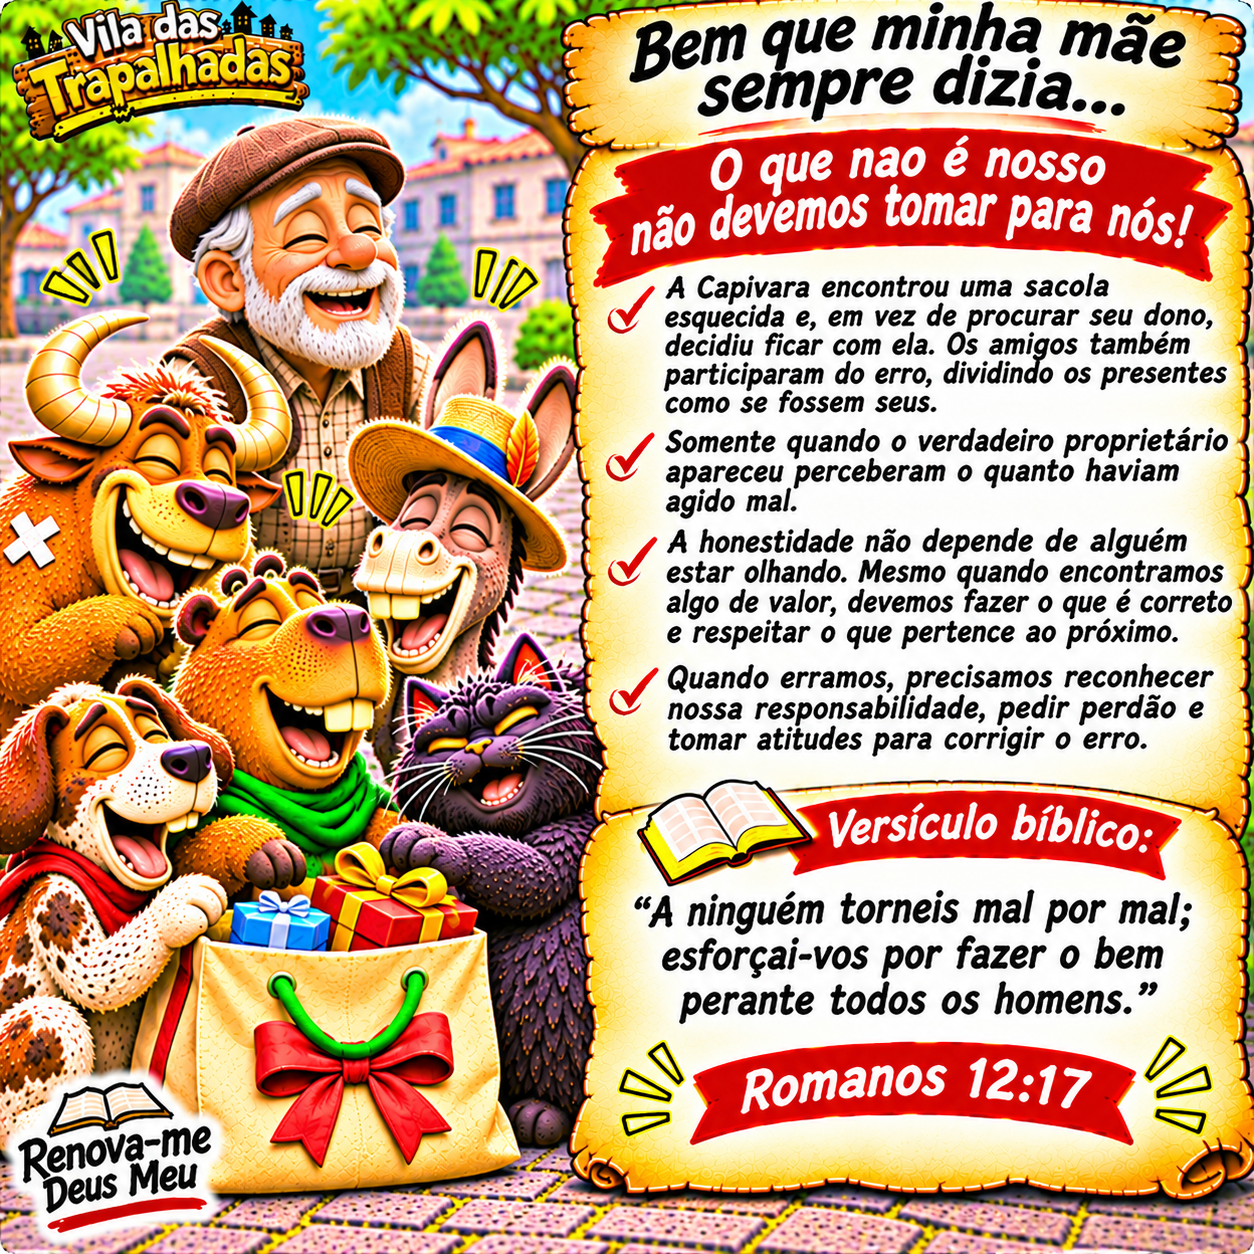 Vila das
Trapalhadas
Bem que minha mãe
sempre dizia...
O que nao é nosso
não devemos tomar para nós!
A Capivara encontrou uma sacola
esquecida e, em vez de procurar seu dono,
decidiu ficar com ela. Os amigos também
participaram do erro, dividindo os presentes
como se fossem seus.
Somente quando o verdadeiro proprietário
apareceu perceberam o quanto haviam
agido mal.
A honestidade não depende de alguém
estar olhando. Mesmo quando encontramos
algo de valor, devemos fazer o que é correto
e respeitar o que pertence ao próximo.
Quando erramos, precisamos reconhecer
nossa responsabilidade, pedir perdão e
tomar atitudes para corrigir o erro.
Versículo bíblico:
“A ninguém torneis mal por mal;
esforçai-vos por fazer o bem
perante todos os homens.”
Romanos 12:17
Renova-me
Deus Meu